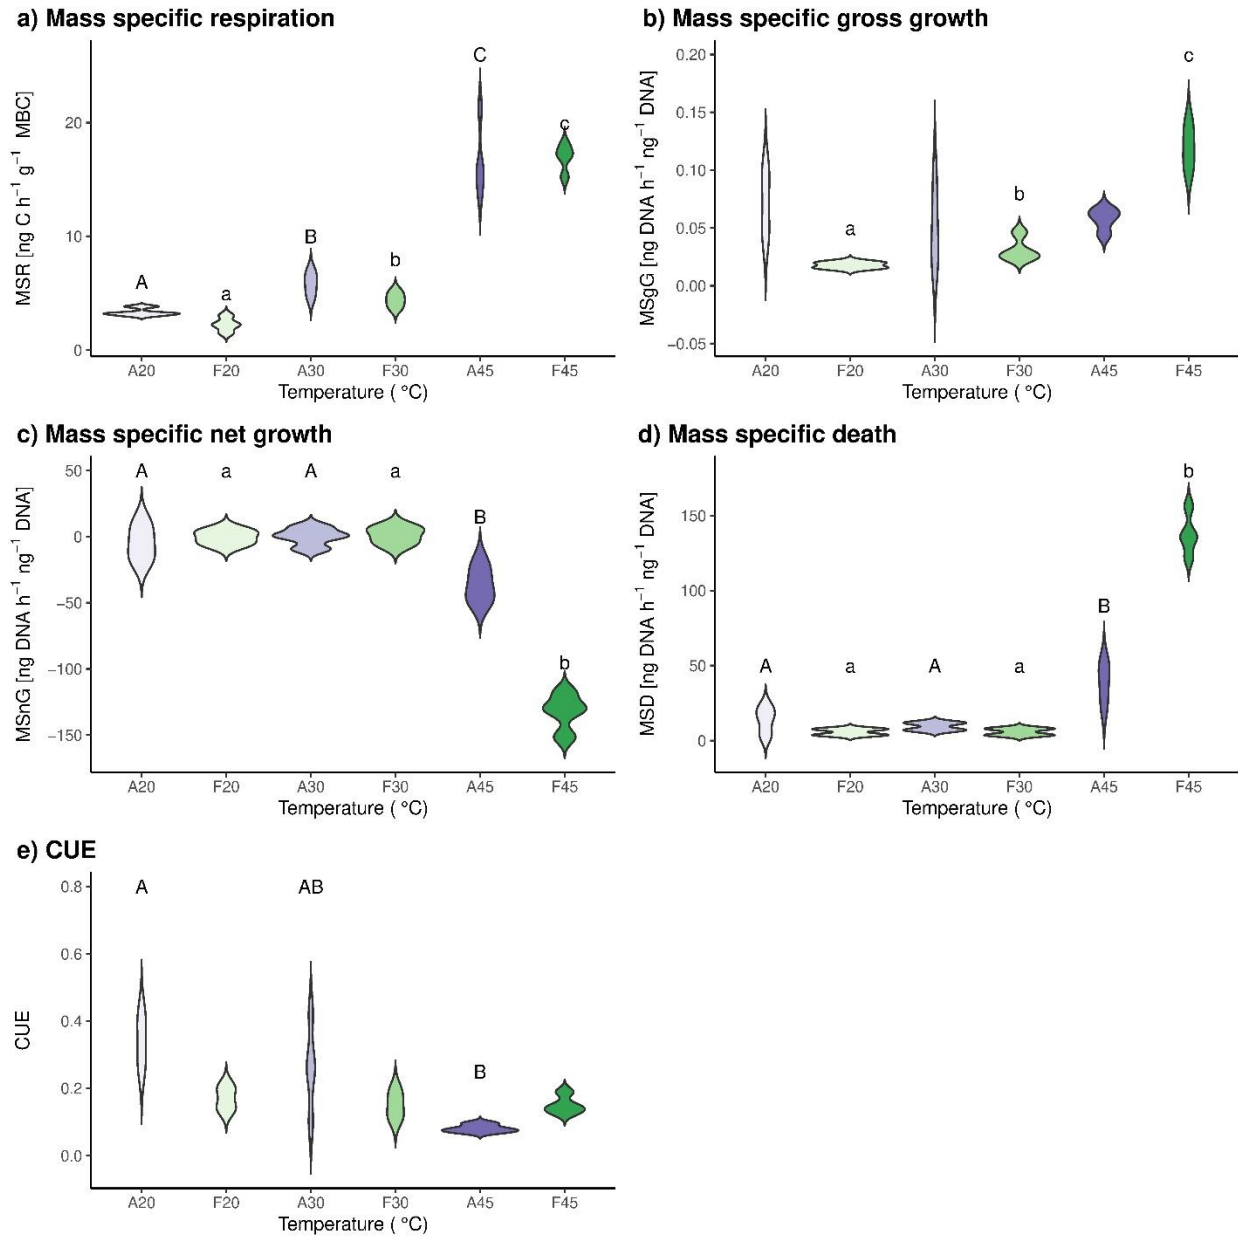 a) Mass specific respiration
MSR [ng C h⁻¹ g⁻¹ MBC]
20
10
0
A
a
B
b
C
c
A20 F20 A30 F30 A45 F45
Temperature ( °C)
b) Mass specific gross growth
MSgG [ng DNA h⁻¹ ng⁻¹ DNA]
0.20
0.15
0.10
0.05
0.00
−0.05
a
b
c
A20 F20 A30 F30 A45 F45
Temperature ( °C)
c) Mass specific net growth
MSnG [ng DNA h⁻¹ ng⁻¹ DNA]
50
0
−50
−100
−150
A
a
A
a
B
b
A20 F20 A30 F30 A45 F45
Temperature ( °C)
d) Mass specific death
MSD [ng DNA h⁻¹ ng⁻¹ DNA]
150
100
50
0
A
a
A
a
B
b
A20 F20 A30 F30 A45 F45
Temperature ( °C)
e) CUE
CUE
0.8
0.6
0.4
0.2
0.0
A
AB
B
A20 F20 A30 F30 A45 F45
Temperature ( °C)